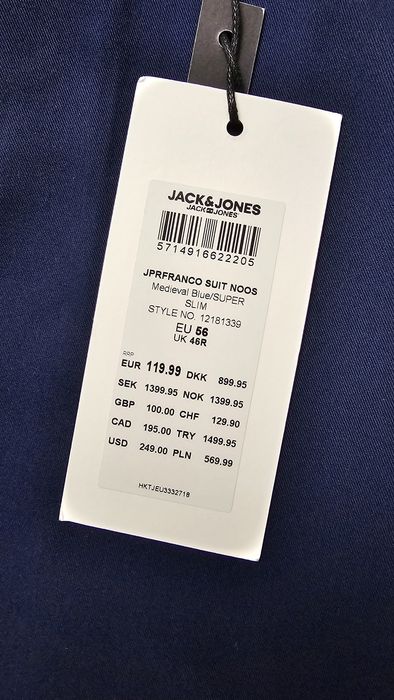 JACK&JONES
JACK & JONES
5714916622205
JPRFRANCO SUIT NOOS
Medieval Blue/SUPER
SLIM
STYLE NO. 12181339
EU 56
UK 46R
RRP
EUR 119.99 DKK 899.95
SEK 1399.95 NOK 1399.95
GBP 100.00 CHF 129.90
CAD 195.00 TRY 1499.95
USD 249.00 PLN 569.99
HKTJEU3332718